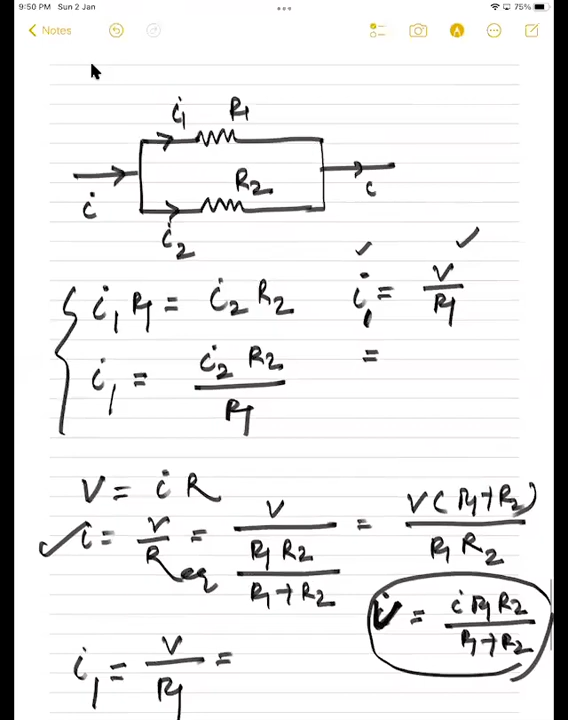 9:50 PM Sun 2 Jan
75%
Notes
i₁ R₁
R₂
i
i
i₂
i₁ R₁ = i₂ R₂
i₁ = V/R₁
i₁ = i₂ R₂/R₁
=
V = i R
i = V/Req = V/(R₁ R₂/(R₁+R₂)) = V(R₁+R₂)/(R₁ R₂)
V = i R₁ R₂/(R₁+R₂)
i₁ = V/R₁ =